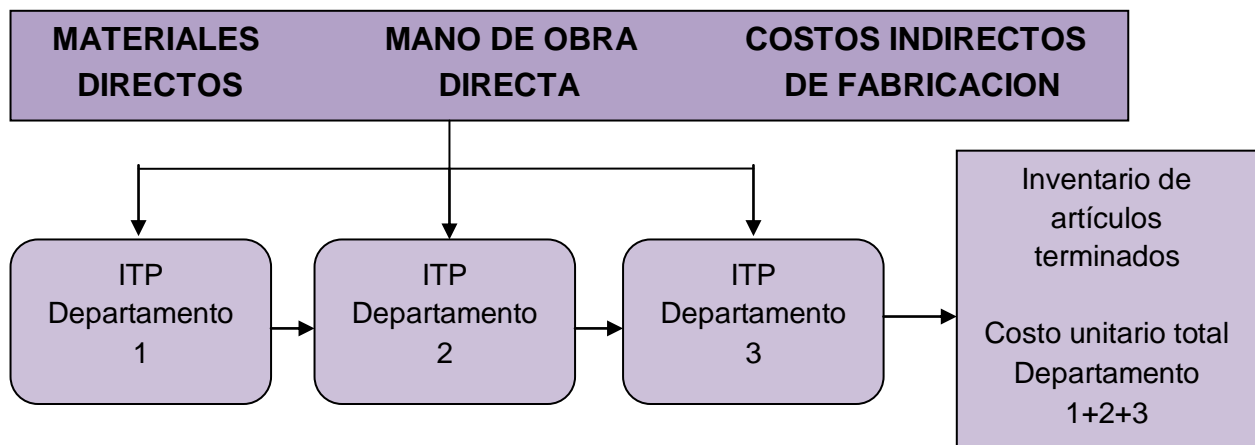 MATERIALES
DIRECTOS
MANO DE OBRA
DIRECTA
COSTOS INDIRECTOS
DE FABRICACION
ITP
Departamento
1
ITP
Departamento
2
ITP
Departamento
3
Inventario de
artículos
terminados
Costo unitario total
Departamento
1+2+3